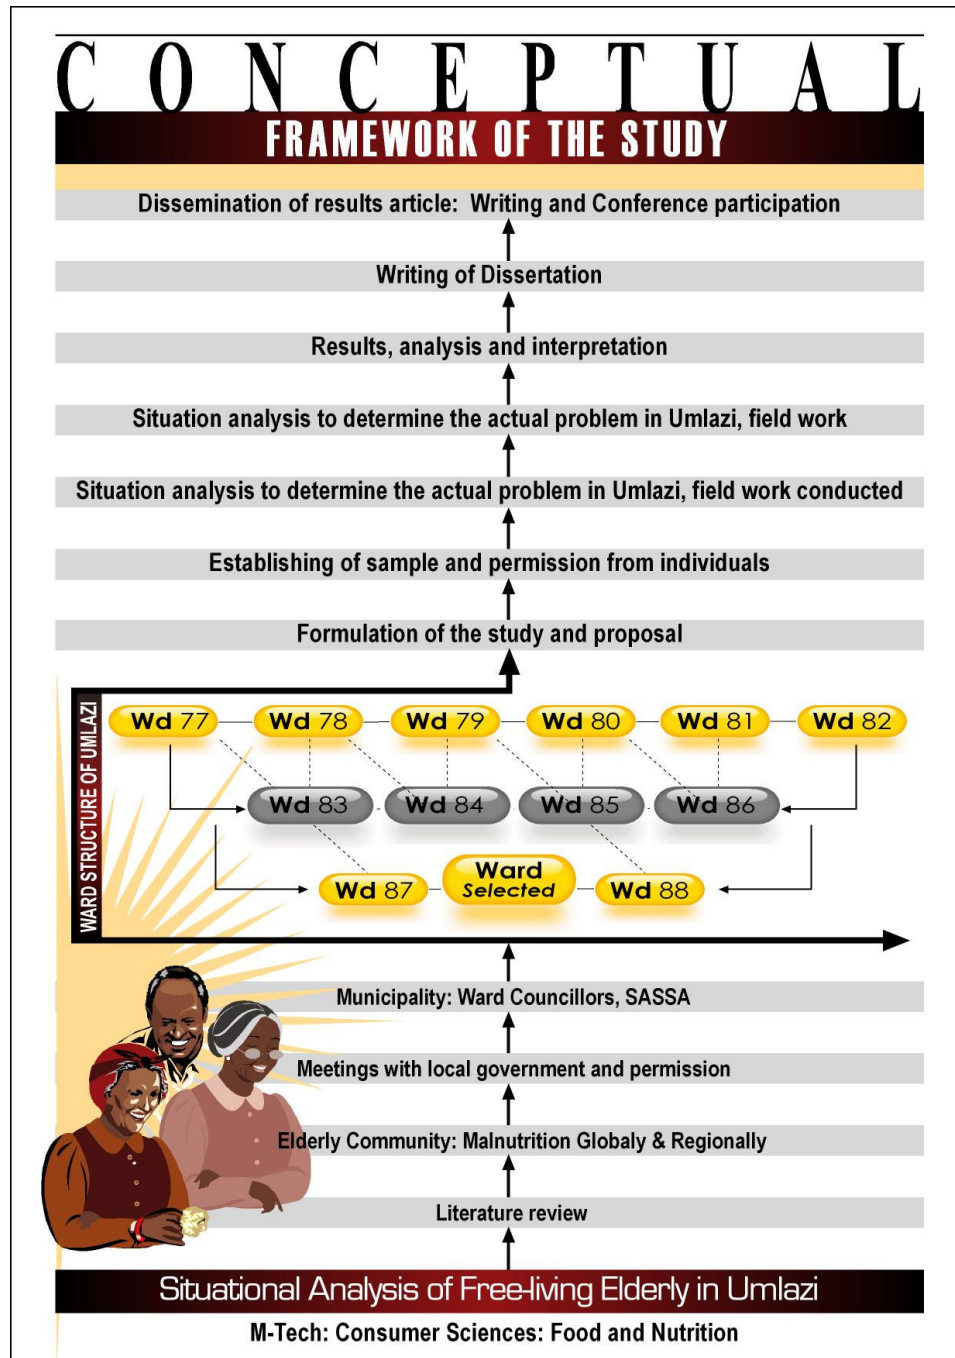 CONCEPTUAL
FRAMEWORK OF THE STUDY
Dissemination of results article: Writing and Conference participation
Writing of Dissertation
Results, analysis and interpretation
Situation analysis to determine the actual problem in Umlazi, field work
Situation analysis to determine the actual problem in Umlazi, field work conducted
Establishing of sample and permission from individuals
Formulation of the study and proposal
WARD STRUCTURE OF UMLAZI
Wd 77 Wd 78 Wd 79 Wd 80 Wd 81 Wd 82
Wd 83 Wd 84 Wd 85 Wd 86
Wd 87 Ward Selected Wd 88
Municipality: Ward Councillors, SASSA
Meetings with local government and permission
Elderly Community: Malnutrition Globaly & Regionally
Literature review
Situational Analysis of Free-living Elderly in Umlazi
M-Tech: Consumer Sciences: Food and Nutrition